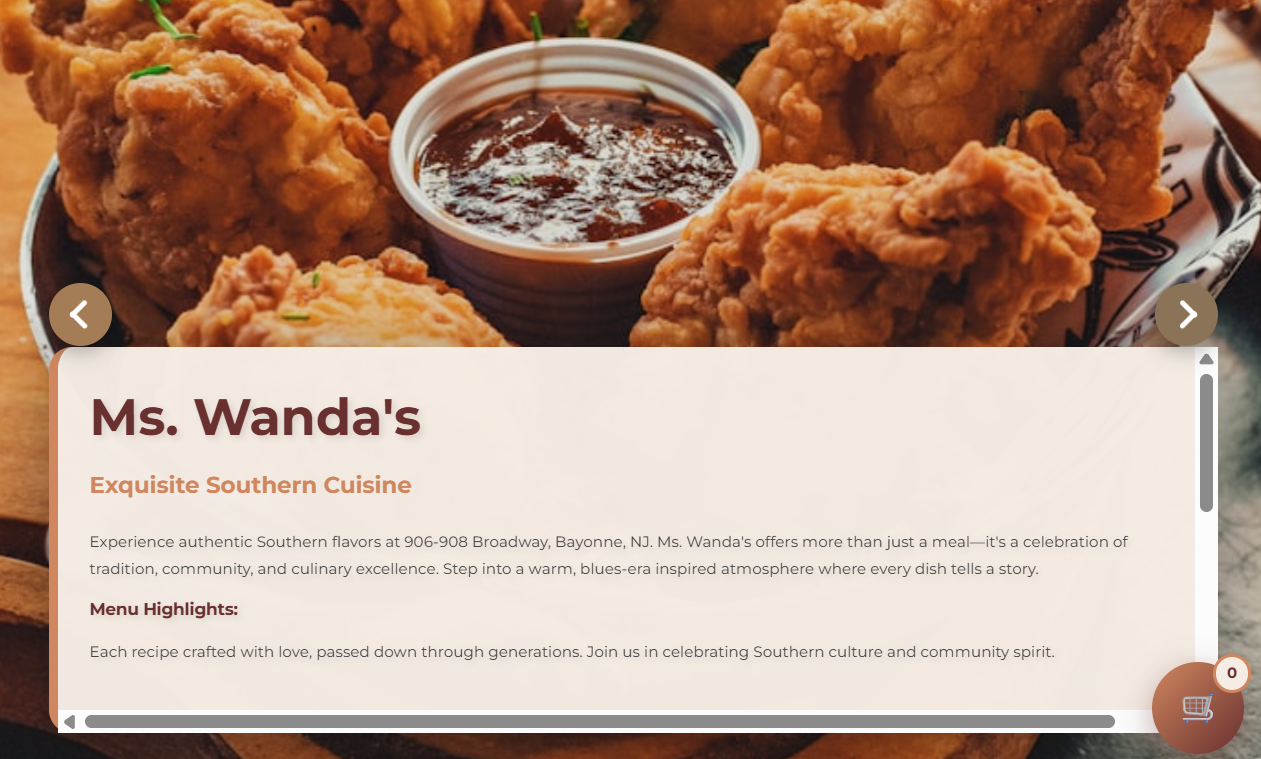 Ms. Wanda's
Exquisite Southern Cuisine
Experience authentic Southern flavors at 906-908 Broadway, Bayonne, NJ. Ms. Wanda's offers more than just a meal—it's a celebration of
tradition, community, and culinary excellence. Step into a warm, blues-era inspired atmosphere where every dish tells a story.
Menu Highlights:
Each recipe crafted with love, passed down through generations. Join us in celebrating Southern culture and community spirit.
0